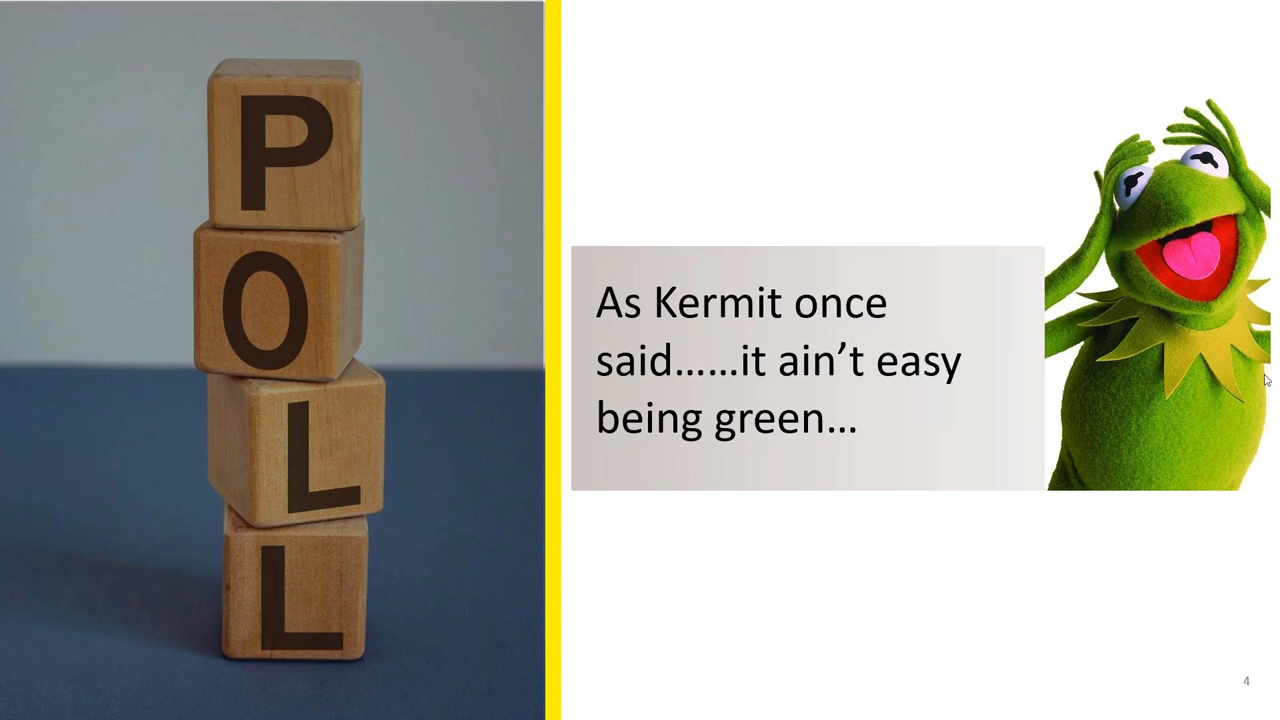 P
O
L
L
As Kermit once
said......it ain’t easy
being green...
4